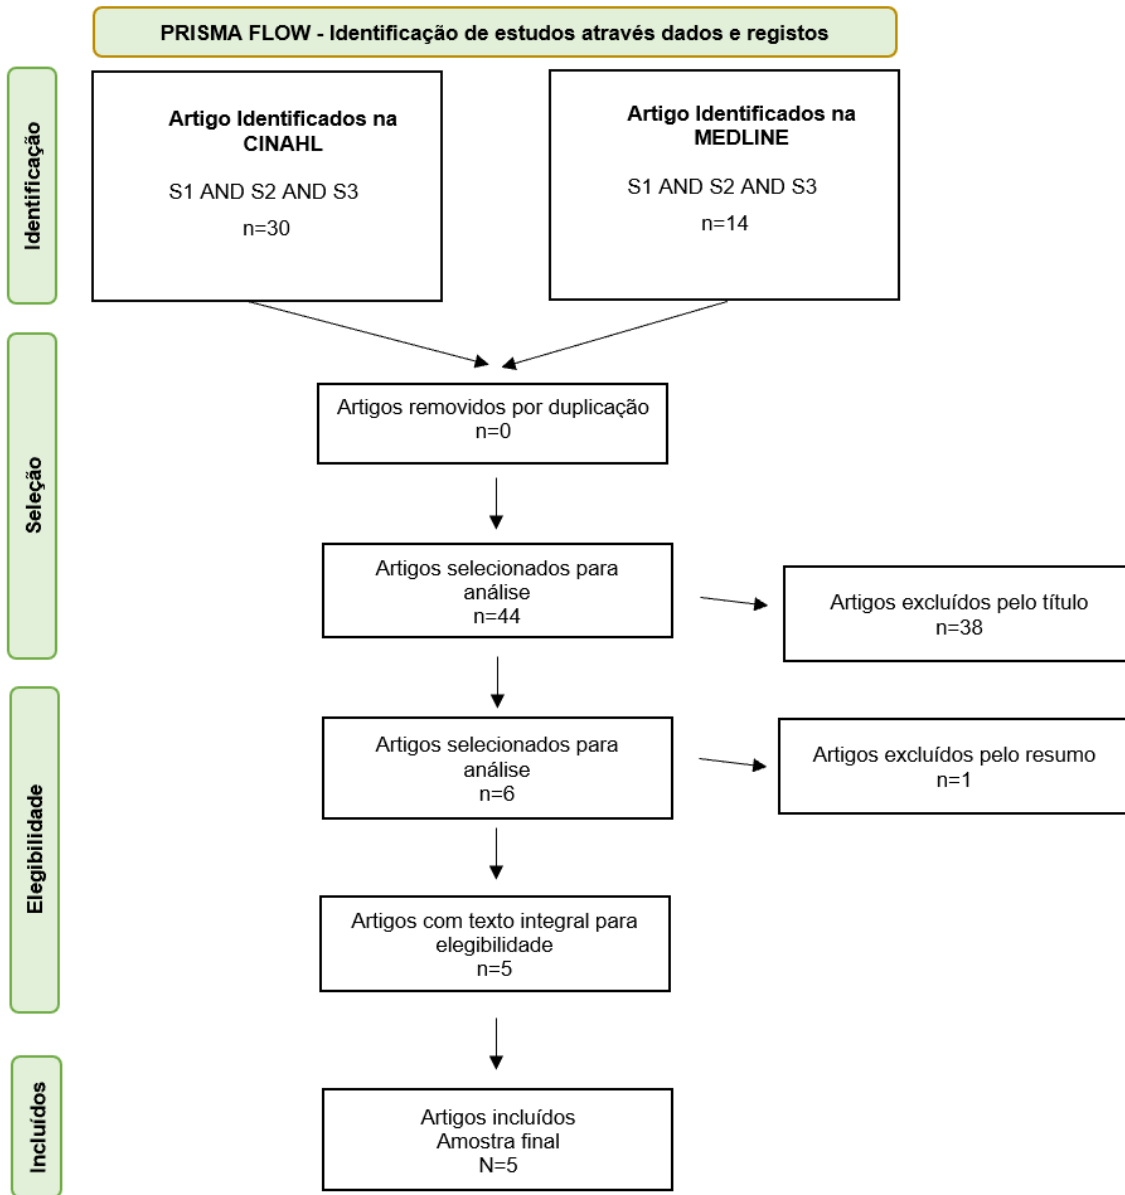 PRISMA FLOW - Identificação de estudos através dados e registos
Identificação
Artigo Identificados na
CINAHL
S1 AND S2 AND S3
n=30
Artigo Identificados na
MEDLINE
S1 AND S2 AND S3
n=14
Seleção
Artigos removidos por duplicação
n=0
Artigos selecionados para
análise
n=44
Artigos excluídos pelo título
n=38
Elegibilidade
Artigos selecionados para
análise
n=6
Artigos excluídos pelo resumo
n=1
Artigos com texto integral para
elegibilidade
n=5
Incluídos
Artigos incluídos
Amostra final
N=5